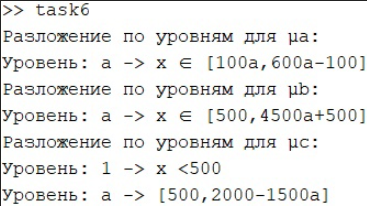 >> task6
Разложение по уровням для µa:
Уровень: a -> x ∈ [100a,600a-100]
Разложение по уровням для µb:
Уровень: a -> x ∈ [500,4500a+500]
Разложение по уровням для µc:
Уровень: 1 -> x <500
Уровень: a -> [500,2000-1500a]